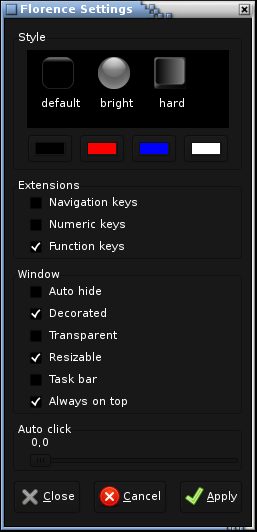 Florence Settings
Style
default bright hard
Extensions
Navigation keys
Numeric keys
Function keys
Window
Auto hide
Decorated
Transparent
Resizable
Task bar
Always on top
Auto click
0,0
Close Cancel Apply